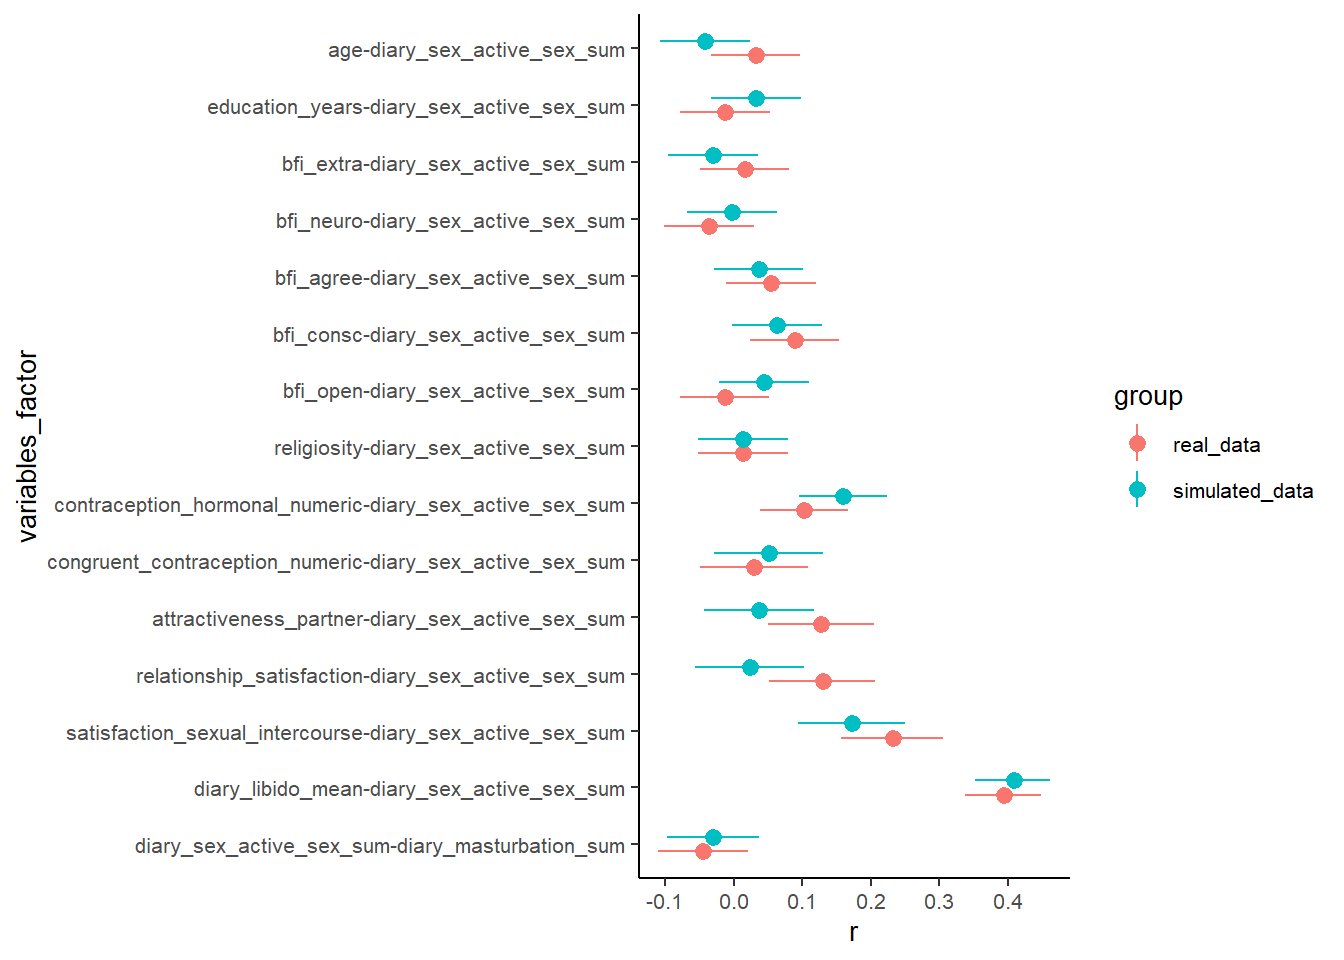 age-diary_sex_active_sex_sum
education_years-diary_sex_active_sex_sum
bfi_extra-diary_sex_active_sex_sum
bfi_neuro-diary_sex_active_sex_sum
bfi_agree-diary_sex_active_sex_sum
bfi_consc-diary_sex_active_sex_sum
bfi_open-diary_sex_active_sex_sum
religiosity-diary_sex_active_sex_sum
contraception_hormonal_numeric-diary_sex_active_sex_sum
congruent_contraception_numeric-diary_sex_active_sex_sum
attractiveness_partner-diary_sex_active_sex_sum
relationship_satisfaction-diary_sex_active_sex_sum
satisfaction_sexual_intercourse-diary_sex_active_sex_sum
diary_libido_mean-diary_sex_active_sex_sum
diary_sex_active_sex_sum-diary_masturbation_sum
variables_factor
-0.1 0.0 0.1 0.2 0.3 0.4
r
group
real_data
simulated_data